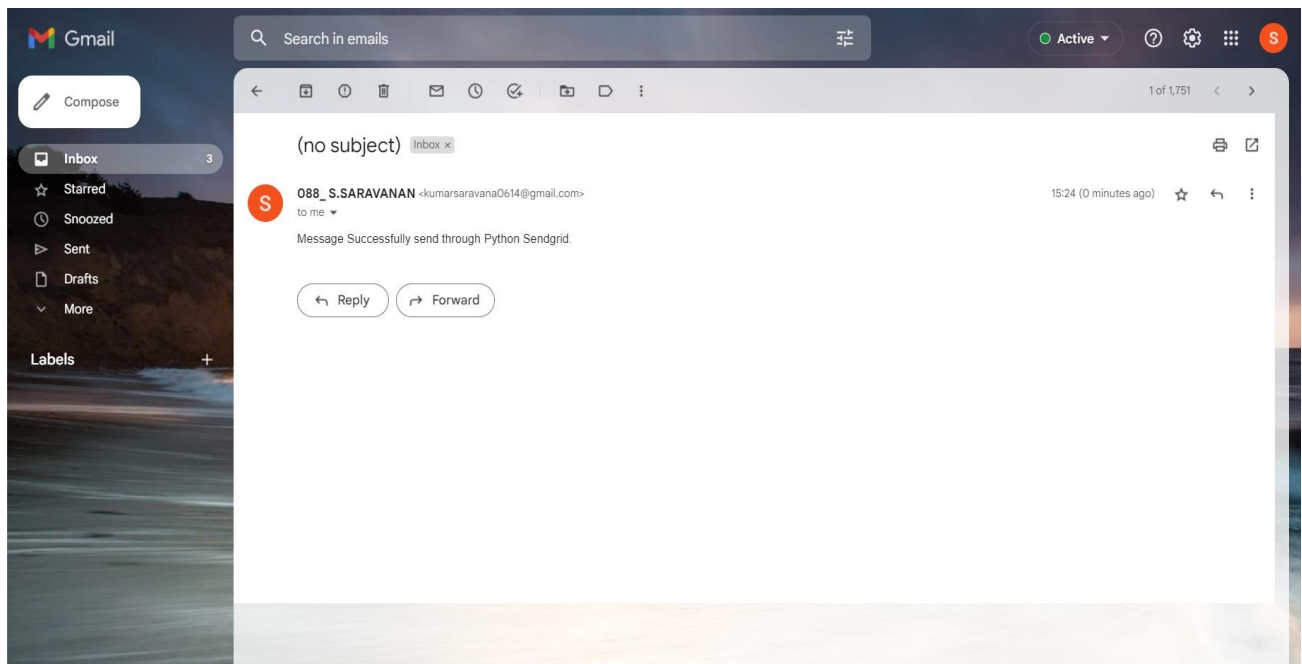 Gmail
Search in emails
Active
S
Compose
1 of 1,751
Inbox 3
Starred
Snoozed
Sent
Drafts
More
Labels
(no subject) Inbox ×
S
088_ S.SARAVANAN <kumarsaravana0614@gmail.com>
15:24 (0 minutes ago)
to me
Message Successfully send through Python Sendgrid.
Reply
Forward